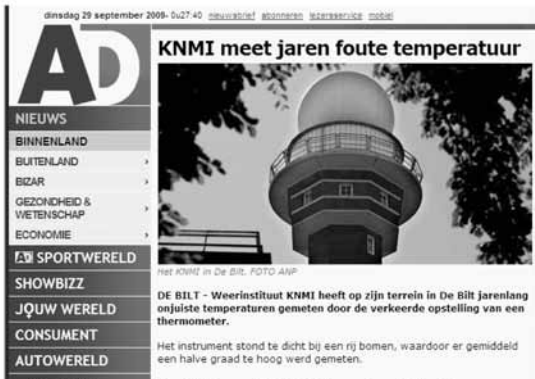 dinsdag 29 september 2009- 0u27:40 nieuwsbrief abonneren lezersservice mobiel
AD
KNMI meet jaren foute temperatuur
NIEUWS
BINNENLAND
BUITENLAND
BIZAR
GEZONDHEID &
WETENSCHAP
ECONOMIE
AD SPORTWERELD
SHOWBIZZ
JOUW WERELD
CONSUMENT
AUTOWERELD
Het KNMI in De Bilt. FOTO ANP
DE BILT - Weerinstituut KNMI heeft op zijn terrein in De Bilt jarenlang
onjuiste temperaturen gemeten door de verkeerde opstelling van een
thermometer.
Het instrument stond te dicht bij een rij bomen, waardoor er gemiddeld
een halve graad te hoog werd gemeten.